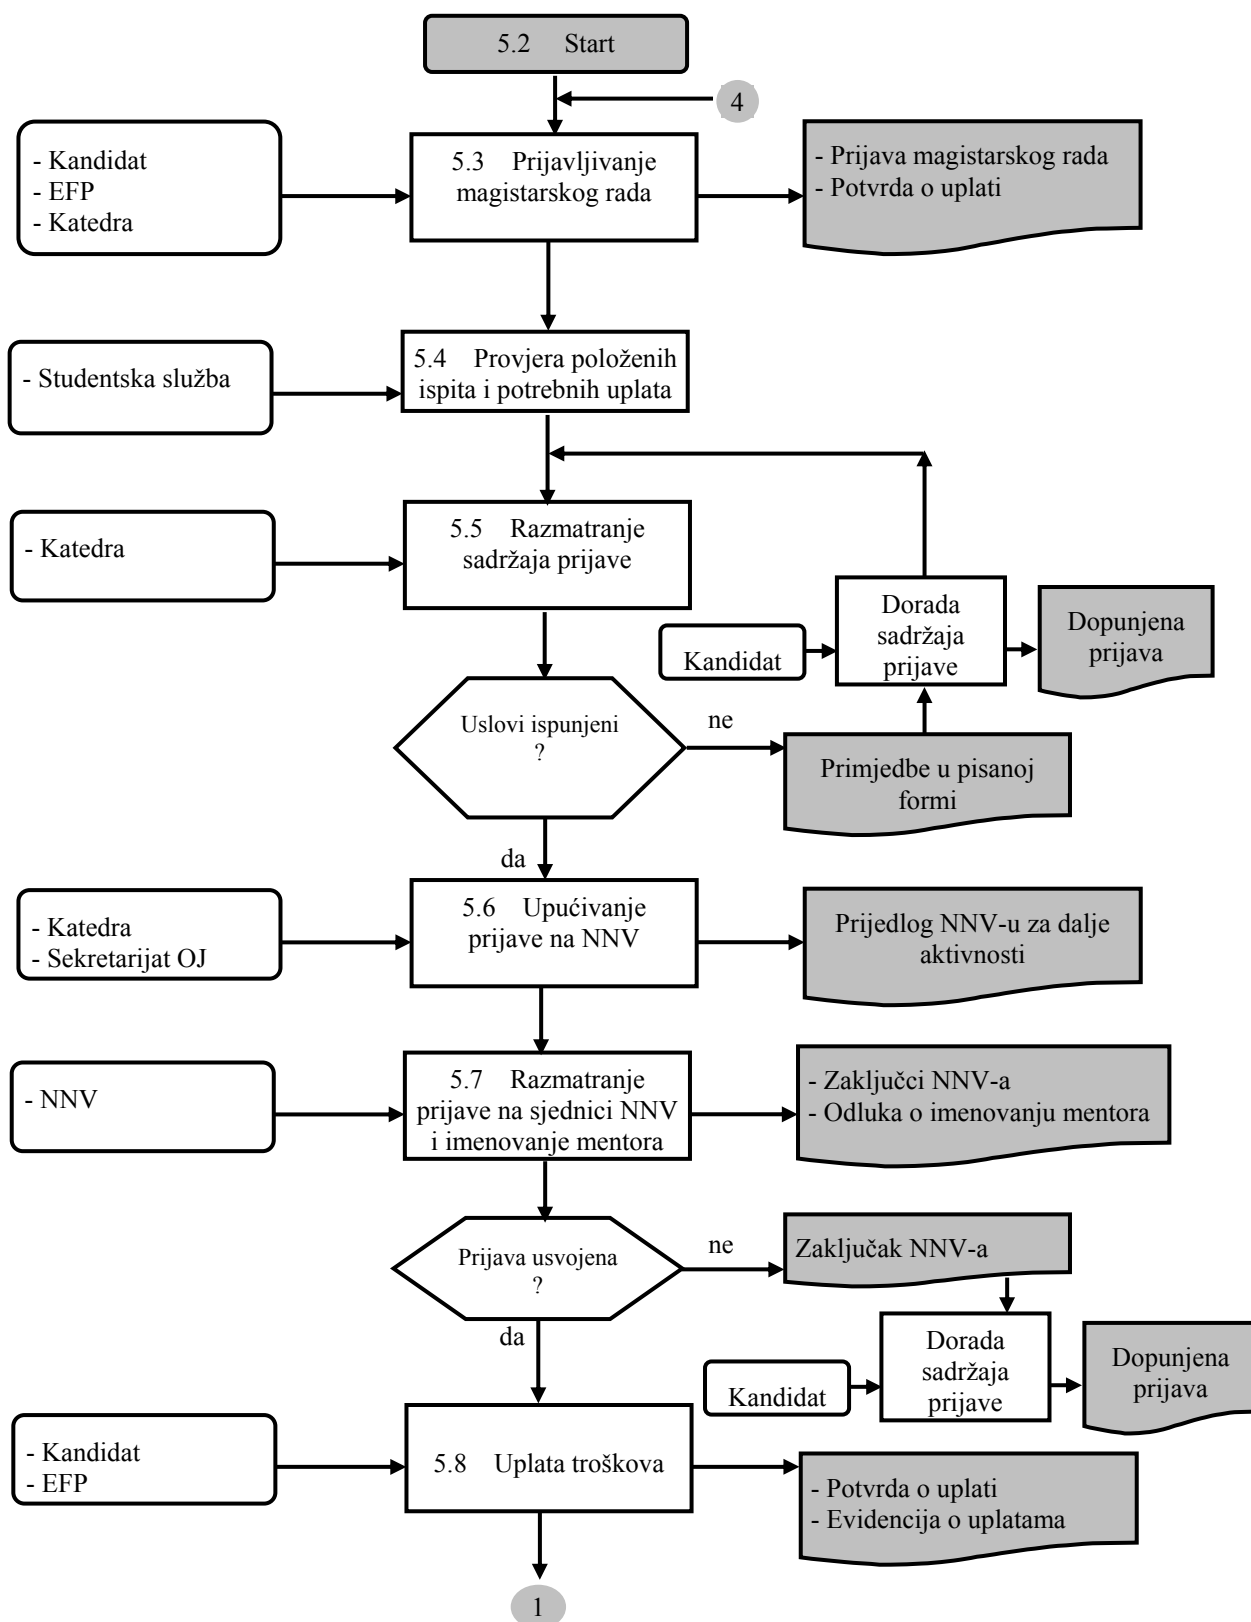 5.2 Start
4
- Kandidat
- EFP
- Katedra
5.3 Prijavljivanje
magistarskog rada
- Prijava magistarskog rada
- Potvrda o uplati
- Studentska služba
5.4 Provjera položenih
ispita i potrebnih uplata
- Katedra
5.5 Razmatranje
sadržaja prijave
Kandidat
Dorada
sadržaja
prijave
Dopunjena
prijava
Uslovi ispunjeni
?
ne
Primjedbe u pisanoj
formi
da
- Katedra
- Sekretarijat OJ
5.6 Upućivanje
prijave na NNV
Prijedlog NNV-u za dalje
aktivnosti
- NNV
5.7 Razmatranje
prijave na sjednici NNV
i imenovanje mentora
- Zaključci NNV-a
- Odluka o imenovanju mentora
Prijava usvojena
?
ne
Zaključak NNV-a
da
Kandidat
Dorada
sadržaja
prijave
Dopunjena
prijava
- Kandidat
- EFP
5.8 Uplata troškova
- Potvrda o uplati
- Evidencija o uplatama
1